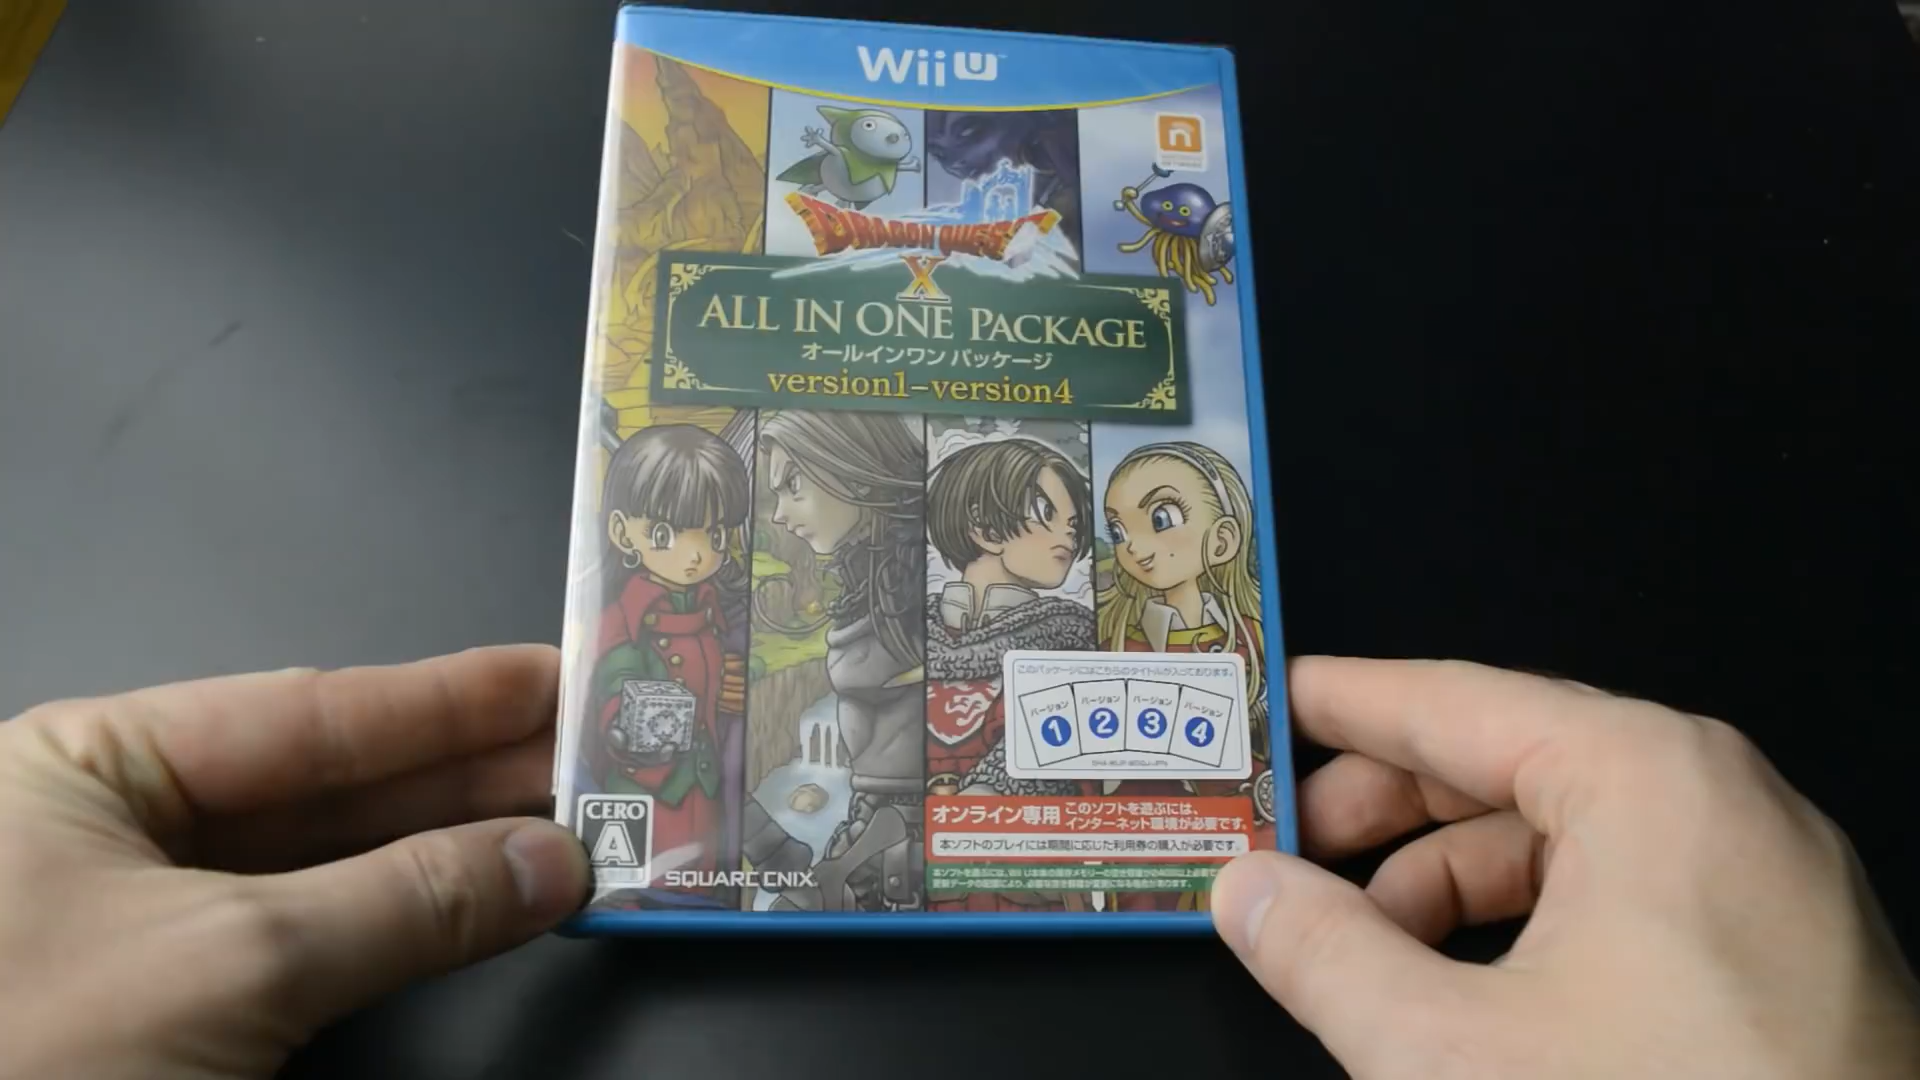 Wii U
DRAGON QUEST
X
ALL IN ONE PACKAGE
オールインワン パッケージ
version1–version4
このパッケージにはこちらのタイトルが入っております。
バージョン 1
バージョン 2
バージョン 3
バージョン 4
オンライン専用 このソフトを遊ぶには、
インターネット環境が必要です。
本ソフトのプレイには期間に応じた利用券の購入が必要です。
CERO
A
SQUARE ENIX